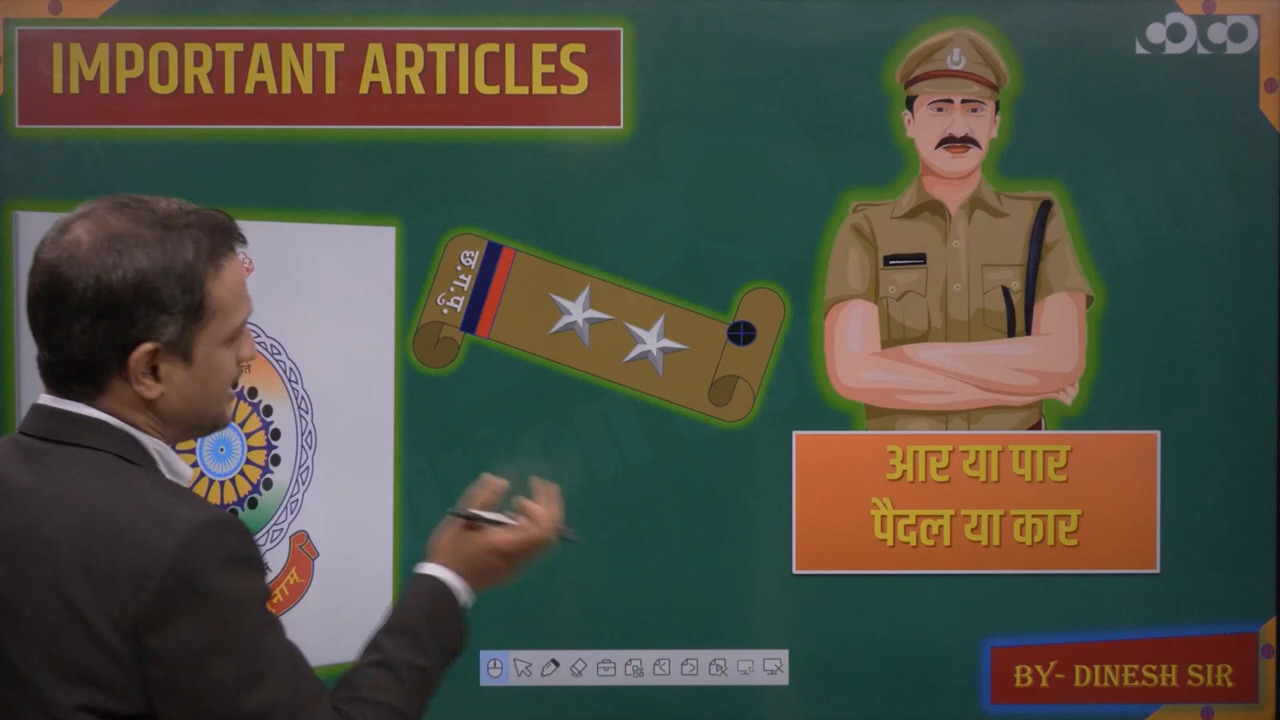 IMPORTANT ARTICLES
छ.ग.पु.
आर या पार
पैदल या कार
BY- DINESH SIR